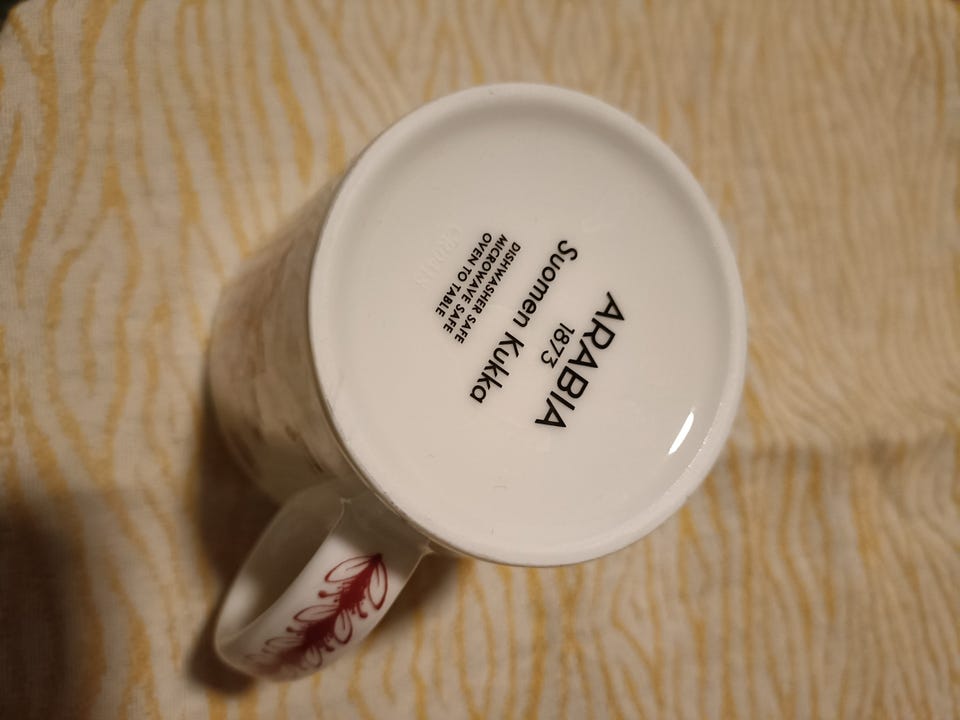 ARABIA
1873
Suomen Kukka
DISHWASHER SAFE
MICROWAVE SAFE
OVEN TO TABLE